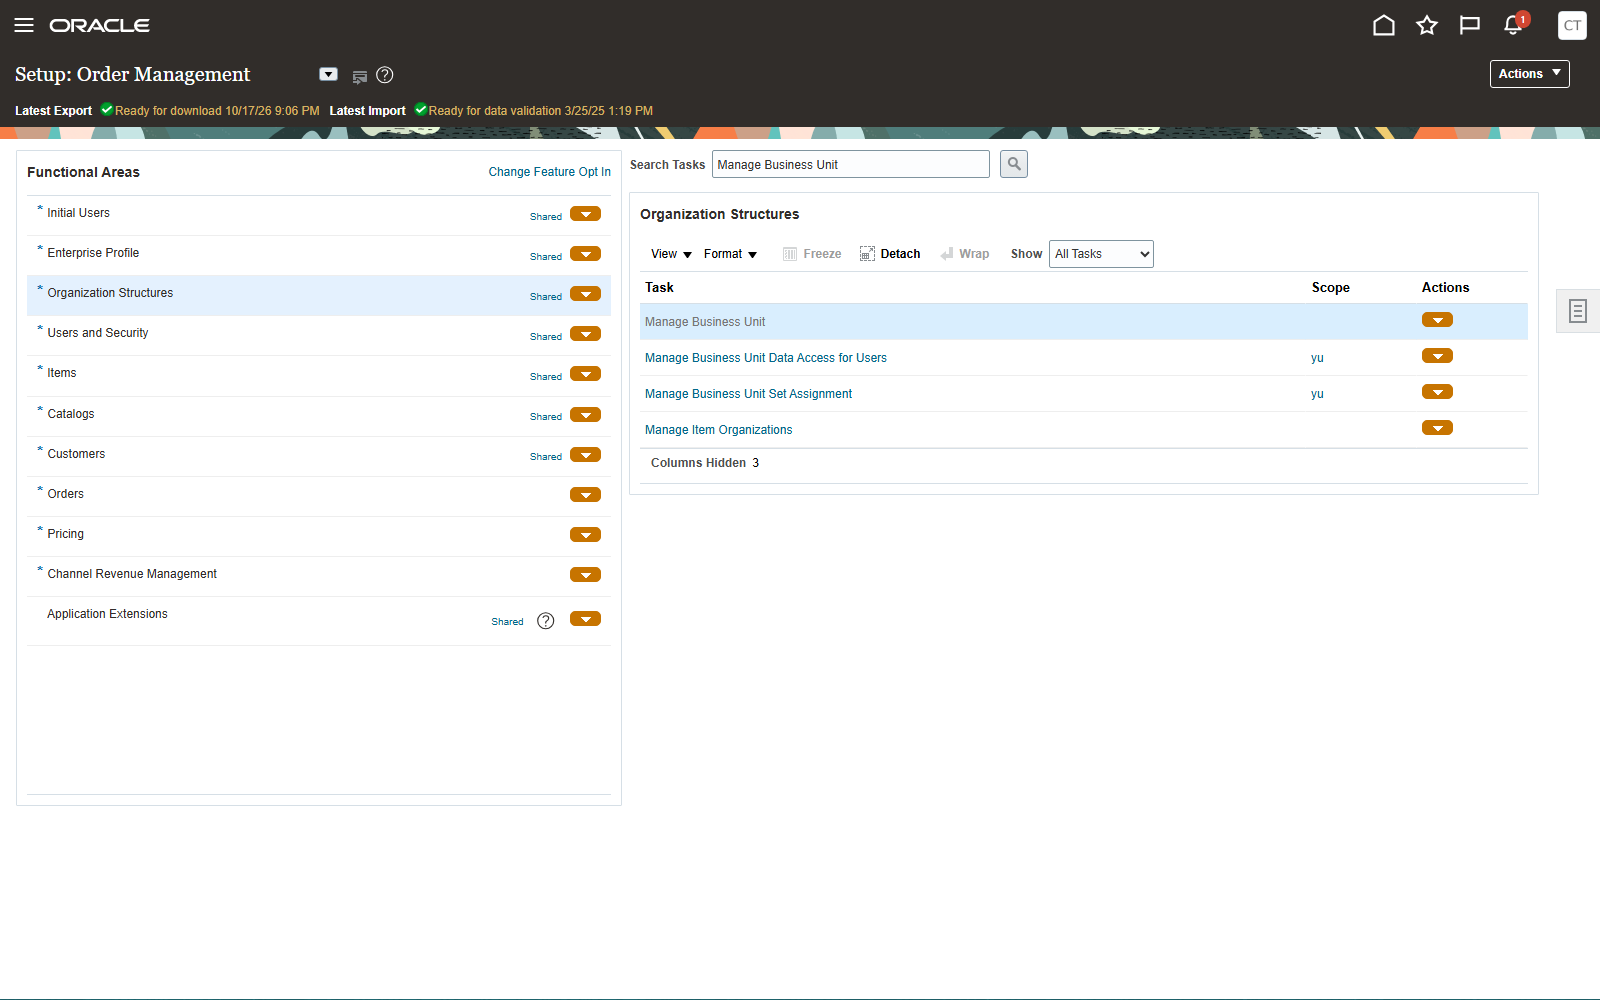 ORACLE
1
CT
Setup: Order Management
Actions
Latest Export Ready for download 10/17/26 9:06 PM Latest Import Ready for data validation 3/25/25 1:19 PM
Functional Areas
Change Feature Opt In
* Initial Users Shared
* Enterprise Profile Shared
* Organization Structures Shared
* Users and Security Shared
* Items Shared
* Catalogs Shared
* Customers Shared
* Orders
* Pricing
* Channel Revenue Management
Application Extensions Shared ?
Search Tasks Manage Business Unit
Organization Structures
View Format Freeze Detach Wrap Show All Tasks
Task Scope Actions
Manage Business Unit
Manage Business Unit Data Access for Users yu
Manage Business Unit Set Assignment yu
Manage Item Organizations
Columns Hidden 3